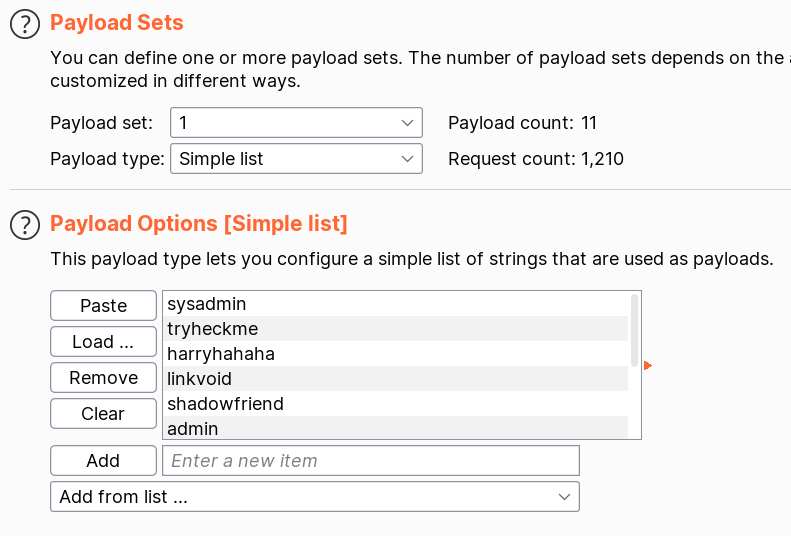 Payload Sets
You can define one or more payload sets. The number of payload sets depends on the
customized in different ways.
Payload set: 1 Payload count: 11
Payload type: Simple list Request count: 1,210
Payload Options [Simple list]
This payload type lets you configure a simple list of strings that are used as payloads.
Paste
Load ...
Remove
Clear
sysadmin
tryheckme
harryhahaha
linkvoid
shadowfriend
admin
Add Enter a new item
Add from list ...